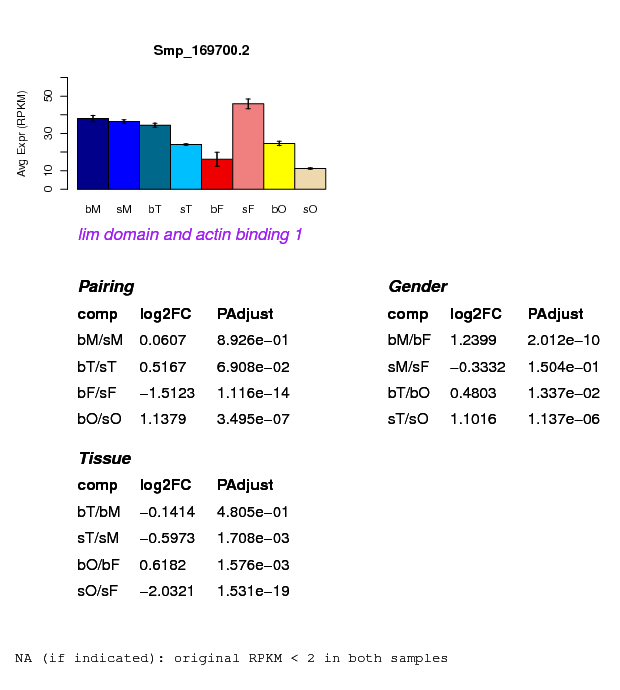 Smp_169700.2
Avg Expr (RPKM)
50
30
10
0
bM sM bT sT bF sF bO sO
lim domain and actin binding 1
Pairing
comp log2FC PAdjust
bM/sM 0.0607 8.926e−01
bT/sT 0.5167 6.908e−02
bF/sF −1.5123 1.116e−14
bO/sO 1.1379 3.495e−07
Gender
comp log2FC PAdjust
bM/bF 1.2399 2.012e−10
sM/sF −0.3332 1.504e−01
bT/bO 0.4803 1.337e−02
sT/sO 1.1016 1.137e−06
Tissue
comp log2FC PAdjust
bT/bM −0.1414 4.805e−01
sT/sM −0.5973 1.708e−03
bO/bF 0.6182 1.576e−03
sO/sF −2.0321 1.531e−19
NA (if indicated): original RPKM < 2 in both samples